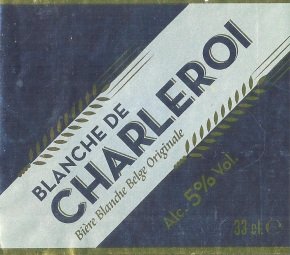 BLANCHE DE
CHARLEROI
Bière Blanche Belge Originale
Alc. 5% Vol.
33 cl. ℮